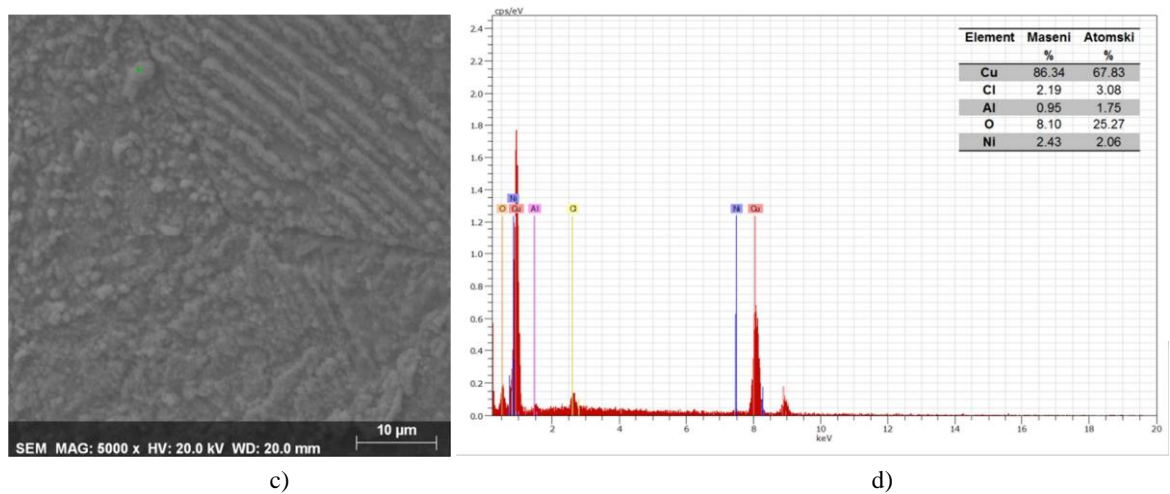 SEM MAG: 5000 x HV: 20.0 kV WD: 20.0 mm
10 µm
c)
cps/eV
2.4
2.2
2.0
1.8
1.6
1.4
1.2
1.0
0.8
0.6
0.4
0.2
0.0
Ni
O Cu Al Cl Ni Cu
2 4 6 8 10 12 14 16 18 20
keV
Element Maseni Atomski
% %
Cu 86.34 67.83
Cl 2.19 3.08
Al 0.95 1.75
O 8.10 25.27
Ni 2.43 2.06
d)